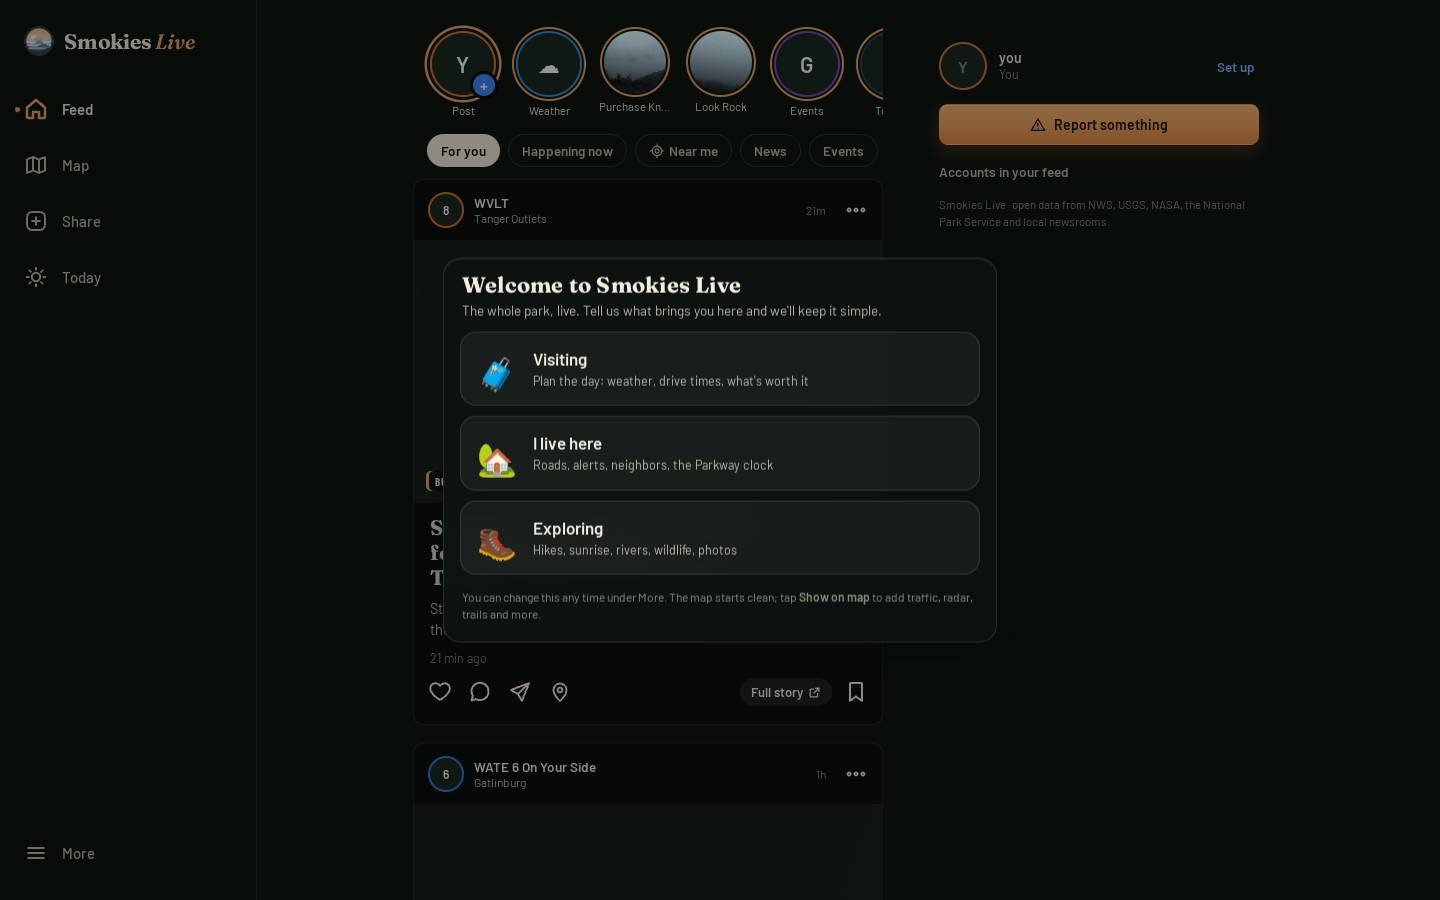 Smokies Live
Feed
Map
Share
Today
More
Y
+
G
Post
Weather
Purchase Kn...
Look Rock
Events
For you
Happening now
Near me
News
Events
8
WVLT
Tanger Outlets
21m
Welcome to Smokies Live
The whole park, live. Tell us what brings you here and we'll keep it simple.
Visiting
Plan the day: weather, drive times, what's worth it
I live here
Roads, alerts, neighbors, the Parkway clock
Exploring
Hikes, sunrise, rivers, wildlife, photos
You can change this any time under More. The map starts clean; tap Show on map to add traffic, radar,
trails and more.
21 min ago
Full story
6
WATE 6 On Your Side
Gatlinburg
1h
Y
you
You
Set up
Report something
Accounts in your feed
Smokies Live · open data from NWS, USGS, NASA, the National
Park Service and local newsrooms.